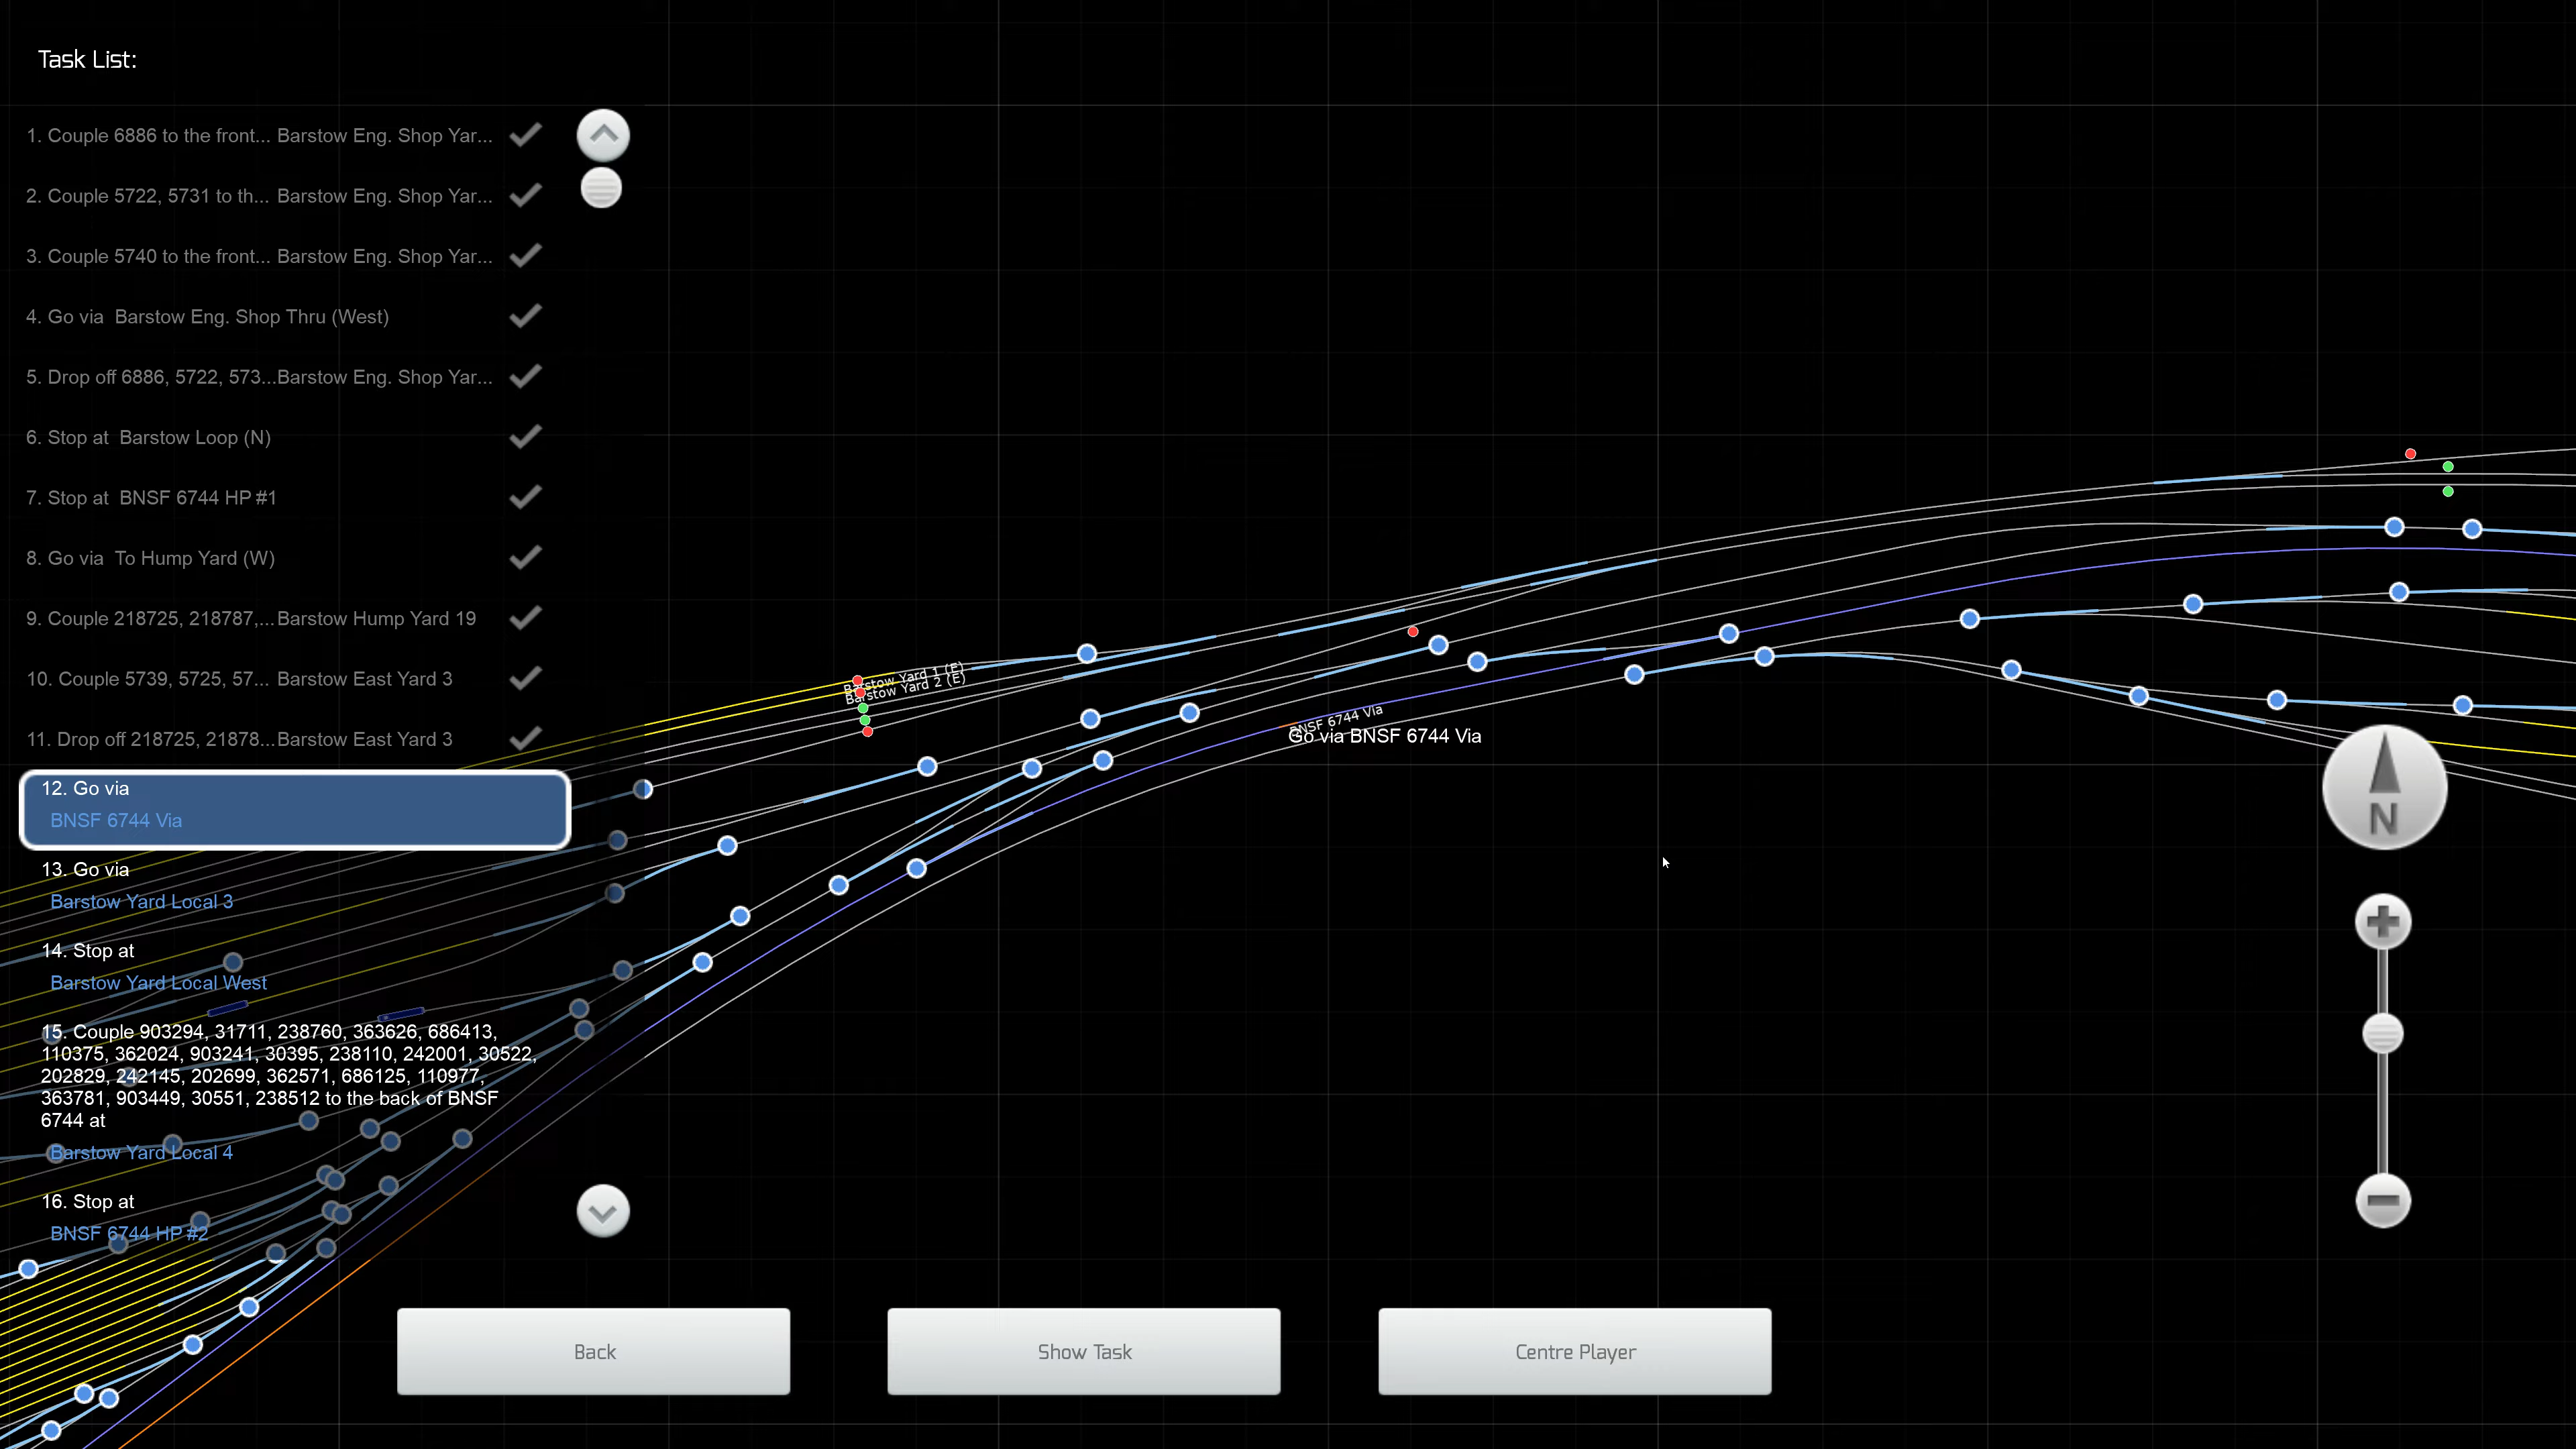 Task List:
1. Couple 6886 to the front... Barstow Eng. Shop Yar...
2. Couple 5722, 5731 to th... Barstow Eng. Shop Yar...
3. Couple 5740 to the front... Barstow Eng. Shop Yar...
4. Go via Barstow Eng. Shop Thru (West)
5. Drop off 6886, 5722, 573...Barstow Eng. Shop Yar...
6. Stop at Barstow Loop (N)
7. Stop at BNSF 6744 HP #1
8. Go via To Hump Yard (W)
9. Couple 218725, 218787,...Barstow Hump Yard 19
10. Couple 5739, 5725, 57... Barstow East Yard 3
11. Drop off 218725, 21878...Barstow East Yard 3
12. Go via
BNSF 6744 Via
13. Go via
Barstow Yard Local 3
14. Stop at
Barstow Yard Local West
15. Couple 903294, 31711, 238760, 363626, 686413,
110375, 362024, 903241, 30395, 238110, 242001, 30522,
202829, 242145, 202699, 362571, 686125, 110977,
363781, 903449, 30551, 238512 to the back of BNSF
6744 at
Barstow Yard Local 4
16. Stop at
BNSF 6744 HP #2
Barstow Yard 1 (E)
Barstow Yard 2 (E)
BNSF 6744 Via
Go via BNSF 6744 Via
N
Back
Show Task
Centre Player